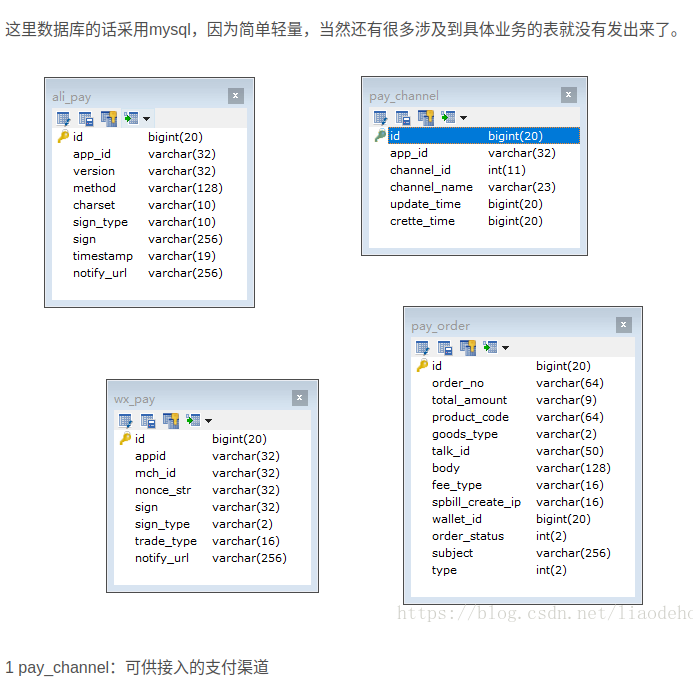 这里数据库的话采用mysql，因为简单轻量，当然还有很多涉及到具体业务的表就没有发出来了。
ali_pay
id bigint(20)
app_id varchar(32)
version varchar(32)
method varchar(128)
charset varchar(10)
sign_type varchar(10)
sign varchar(256)
timestamp varchar(19)
notify_url varchar(256)
pay_channel
id bigint(20)
app_id varchar(32)
channel_id int(11)
channel_name varchar(23)
update_time bigint(20)
crette_time bigint(20)
pay_order
id bigint(20)
order_no varchar(64)
total_amount varchar(9)
product_code varchar(64)
goods_type varchar(2)
talk_id varchar(50)
body varchar(128)
fee_type varchar(16)
spbill_create_ip varchar(16)
wallet_id bigint(20)
order_status int(2)
subject varchar(256)
type int(2)
wx_pay
id bigint(20)
appid varchar(32)
mch_id varchar(32)
nonce_str varchar(32)
sign varchar(32)
sign_type varchar(2)
trade_type varchar(16)
notify_url varchar(256)
https://blog.csdn.net/liaodeho
1 pay_channel：可供接入的支付渠道